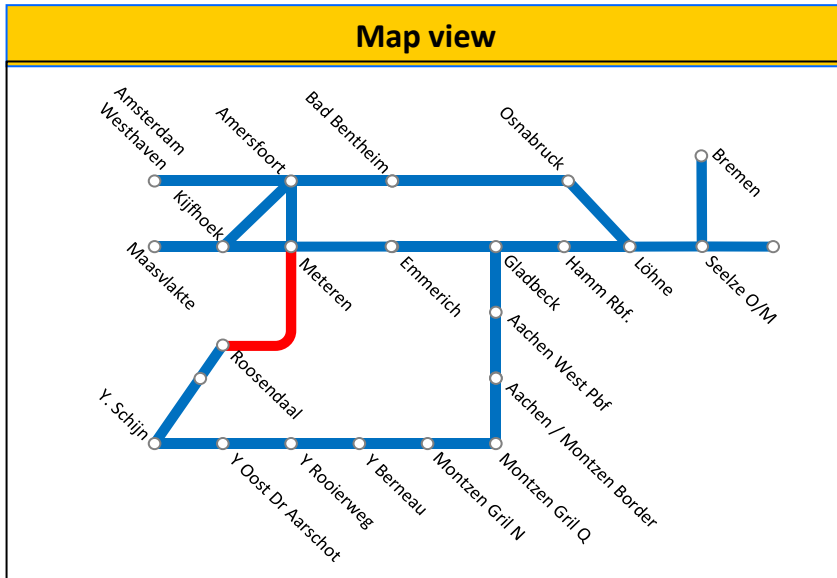 Map view
Amsterdam
Westhaven
Amersfoort
Bad Bentheim
Osnabruck
Bremen
Kijfhoek
Maasvlakte
Meteren
Emmerich
Gladbeck
Hamm Rbf.
Löhne
Seelze O/M
Aachen West Pbf
Roosendaal
Aachen / Montzen Border
Y. Schijn
Y Oost Dr Aarschot
Y Rooierweg
Y Berneau
Montzen Gril N
Montzen Gril Q